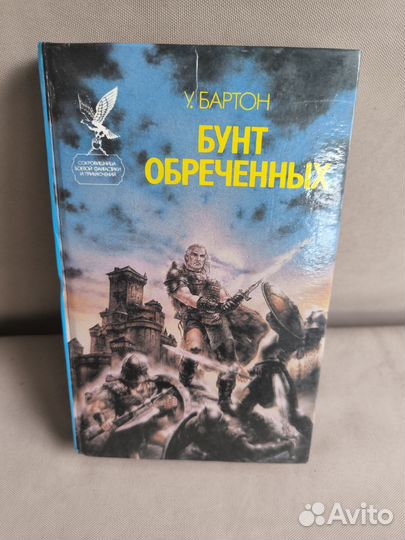 У. БАРТОН
БУНТ
ОБРЕЧЕННЫХ
СОКРОВИЩНИЦА
БОЕВОЙ ФАНТАСТИКИ
И ПРИКЛЮЧЕНИЙ
Avito